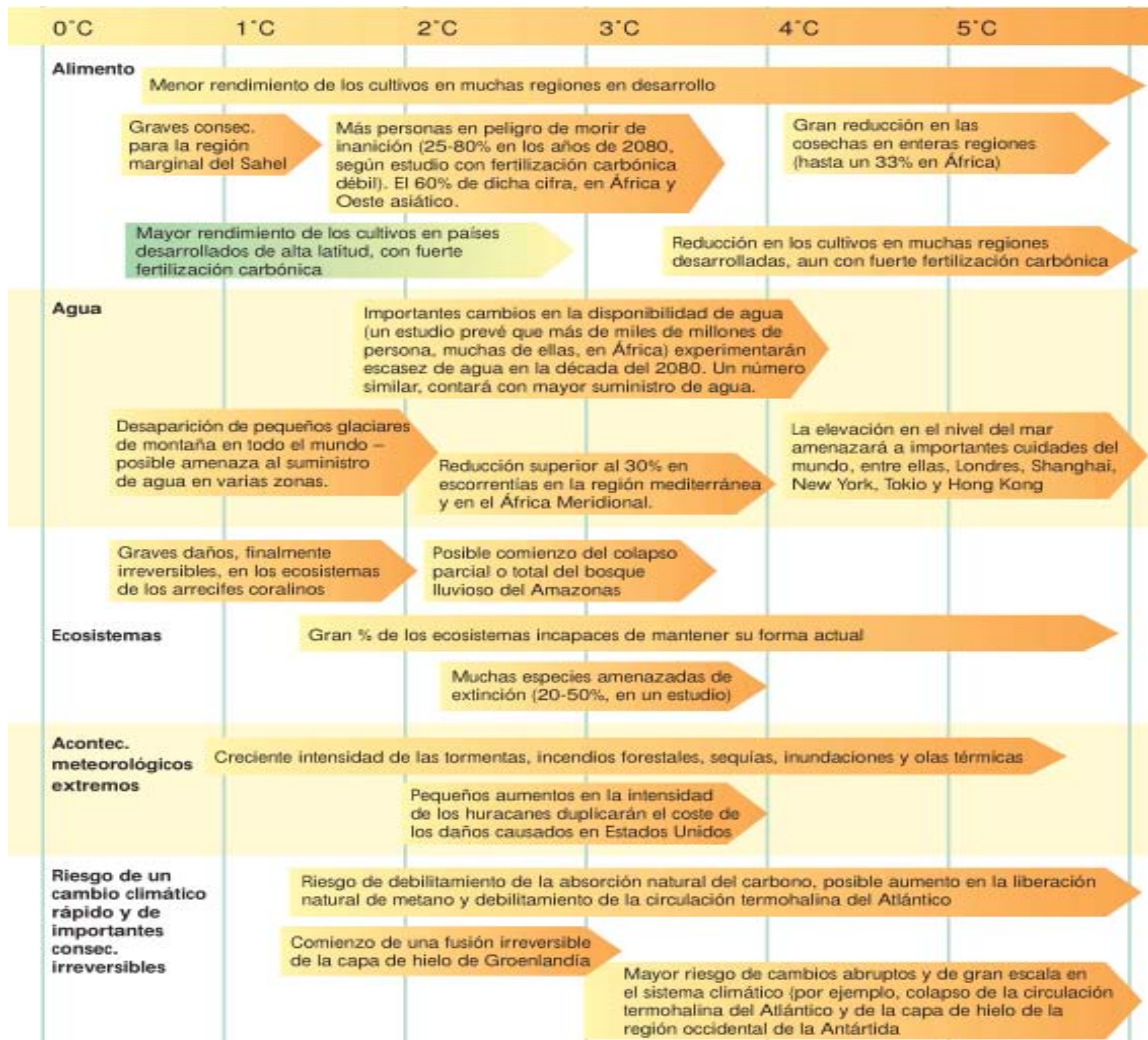 0°C 1°C 2°C 3°C 4°C 5°C
Alimento
Menor rendimiento de los cultivos en muchas regiones en desarrollo
Graves consec.
para la región
marginal del Sahel
Más personas en peligro de morir de
inanición (25-80% en los años de 2080,
según estudio con fertilización carbónica
débil). El 60% de dicha cifra, en África y
Oeste asiático.
Gran reducción en las
cosechas en enteras regiones
(hasta un 33% en África)
Mayor rendimiento de los cultivos en países
desarrollados de alta latitud, con fuerte
fertilización carbónica
Reducción en los cultivos en muchas regiones
desarrolladas, aun con fuerte fertilización carbónica
Agua
Importantes cambios en la disponibilidad de agua
(un estudio prevé que más de miles de millones de
persona, muchas de ellas, en África) experimentarán
escasez de agua en la década del 2080. Un número
similar, contará con mayor suministro de agua.
Desaparición de pequeños glaciares
de montaña en todo el mundo –
posible amenaza al suministro
de agua en varias zonas.
Reducción superior al 30% en
escorrentías en la región mediterránea
y en el África Meridional.
La elevación en el nivel del mar
amenazará a importantes cuidades del
mundo, entre ellas, Londres, Shanghai,
New York, Tokio y Hong Kong
Graves daños, finalmente
irreversibles, en los ecosistemas
de los arrecifes coralinos
Posible comienzo del colapso
parcial o total del bosque
lluvioso del Amazonas
Ecosistemas
Gran % de los ecosistemas incapaces de mantener su forma actual
Muchas especies amenazadas de
extinción (20-50%, en un estudio)
Acontec.
meteorológicos
extremos
Creciente intensidad de las tormentas, incendios forestales, sequías, inundaciones y olas térmicas
Pequeños aumentos en la intensidad
de los huracanes duplicarán el coste de
los daños causados en Estados Unidos
Riesgo de un
cambio climático
rápido y de
importantes
consec.
irreversibles
Riesgo de debilitamiento de la absorción natural del carbono, posible aumento en la liberación
natural de metano y debilitamiento de la circulación termohalina del Atlántico
Comienzo de una fusión irreversible
de la capa de hielo de Groenlandía
Mayor riesgo de cambios abruptos y de gran escala en
el sistema climático (por ejemplo, colapso de la circulación
termohalina del Atlántico y de la capa de hielo de la
región occidental de la Antártida